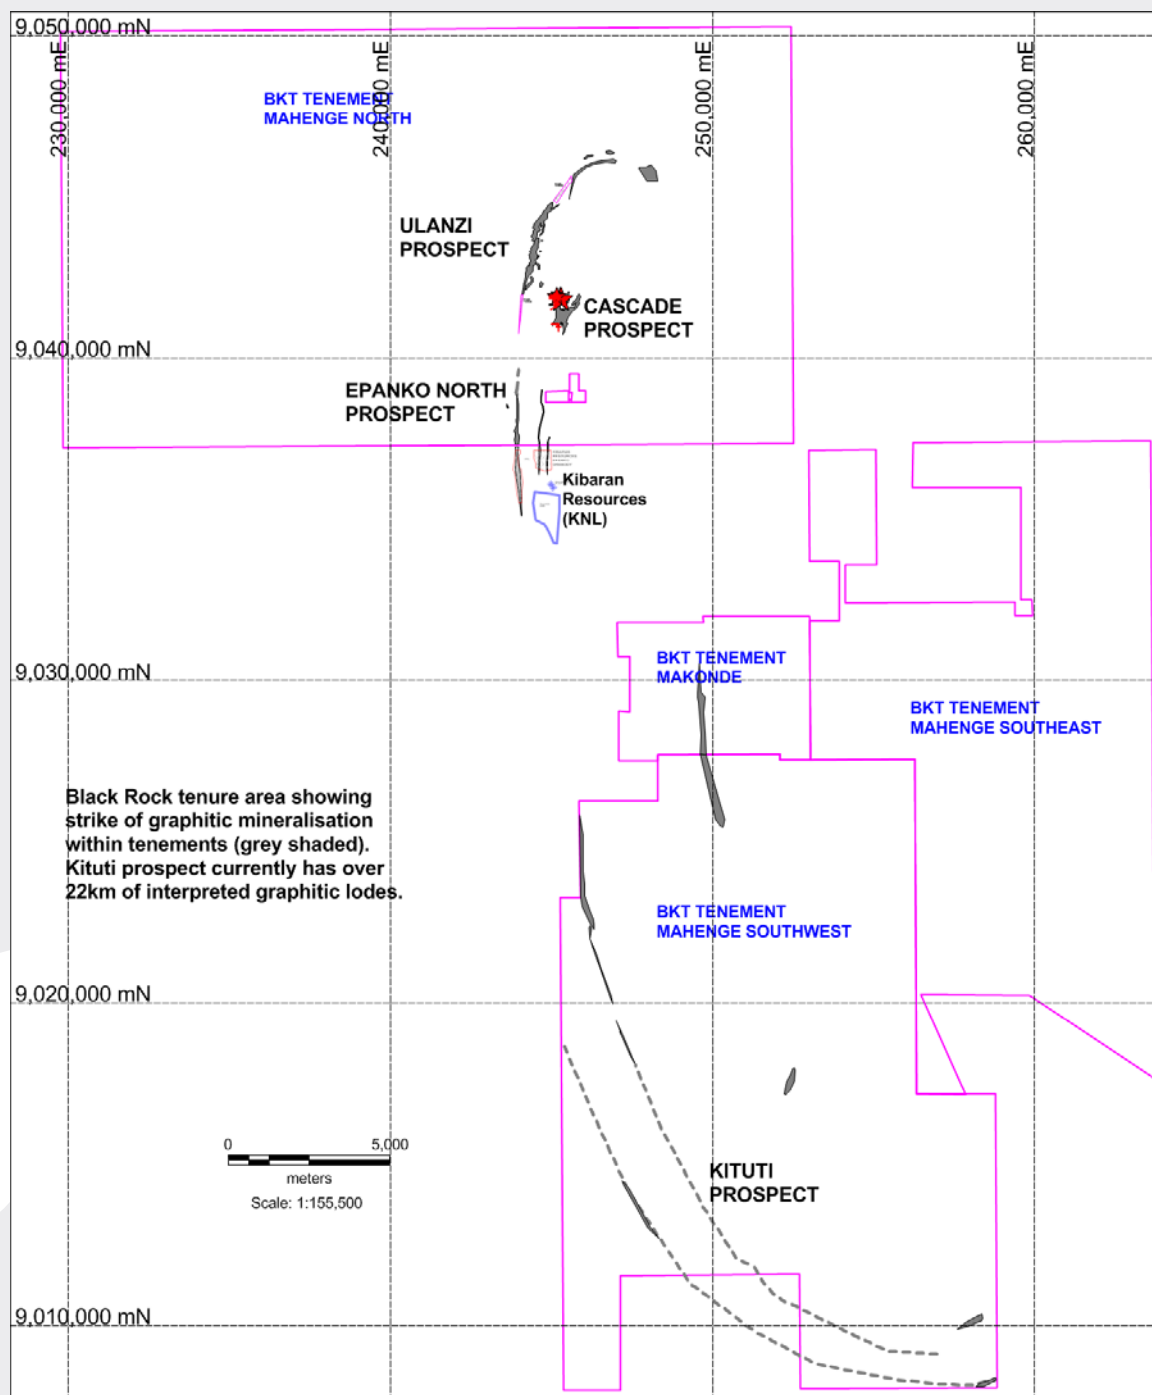 9,050,000 mN
230,000 mE
240,000 mE
250,000 mE
260,000 mE
BKT TENEMENT
MAHENGE NORTH
ULANZI
PROSPECT
CASCADE
PROSPECT
9,040,000 mN
EPANKO NORTH
PROSPECT
Kibaran
Resources
(KNL)
9,030,000 mN
BKT TENEMENT
MAKONDE
BKT TENEMENT
MAHENGE SOUTHEAST
Black Rock tenure area showing
strike of graphitic mineralisation
within tenements (grey shaded).
Kituti prospect currently has over
22km of interpreted graphitic lodes.
BKT TENEMENT
MAHENGE SOUTHWEST
9,020,000 mN
0 5,000
meters
Scale: 1:155,500
KITUTI
PROSPECT
9,010,000 mN